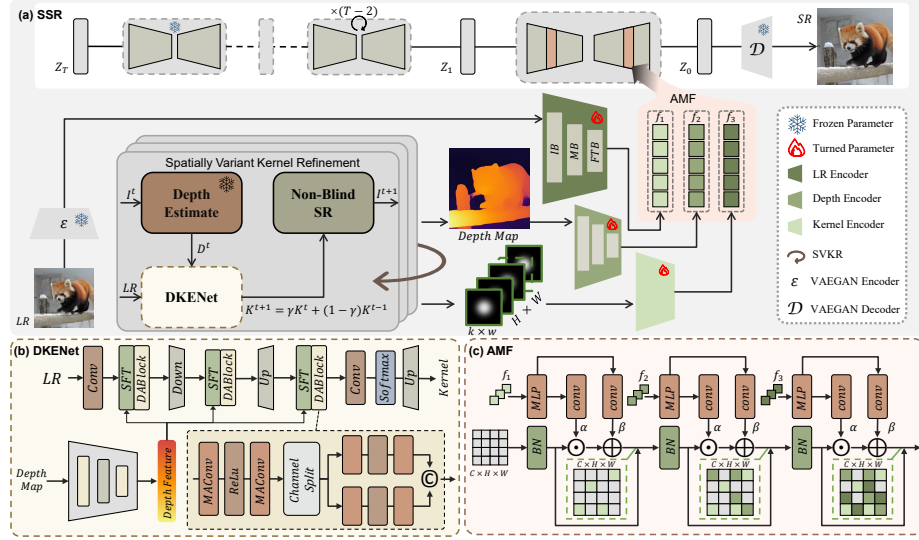 (a) SSR
×(T − 2)
SR
Z_T
Z_1
Z_0
𝒟
AMF
f_1
f_2
f_3
IB
MB
FTB
Frozen Parameter
Turned Parameter
LR Encoder
Depth Encoder
Kernel Encoder
SVKR
ℰ VAEGAN Encoder
𝒟 VAEGAN Decoder
Spatially Variant Kernel Refinement
I^t
Depth
Estimate
Non-Blind
SR
I^{t+1}
ℰ
D^t
LR
DKENet
K^{t+1} = γK^t + (1 − γ)K^{t−1}
LR
Depth Map
H × W
k × w
(b) DKENet
LR
Conv
SFT
DABlock
Down
SFT
DABlock
Up
SFT
DABlock
Conv
Softmax
Up
Kernel
Depth
Map
Depth Feature
MAConv
ReLu
MAConv
Channel
Split
C
(c) AMF
f_1
MLP
conv
conv
α
β
BN
C × H × W
C × H × W
f_2
MLP
conv
conv
α
β
BN
C × H × W
f_3
MLP
conv
conv
α
β
BN
C × H × W